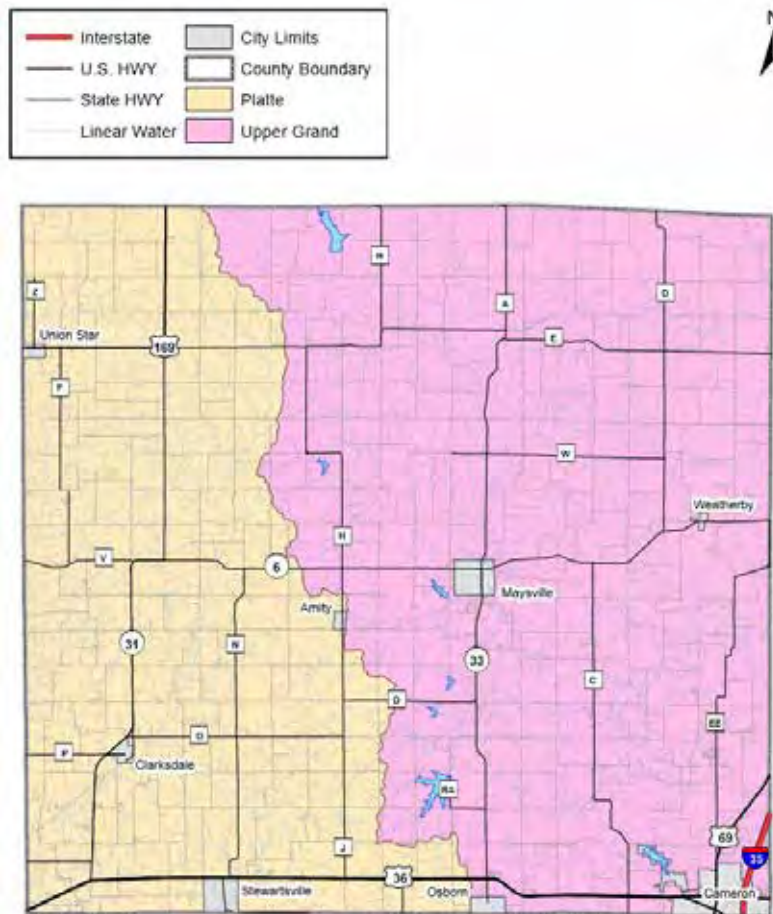 Interstate
U.S. HWY
State HWY
Linear Water
City Limits
County Boundary
Platte
Upper Grand
N
Z
Union Star
169
F
A
D
E
W
Weatherby
V
6
H
Maysville
Amity
31
N
33
C
O
P
Clarksdale
EE
J
69
35
36
Stewartsville
Osborn
Cameron